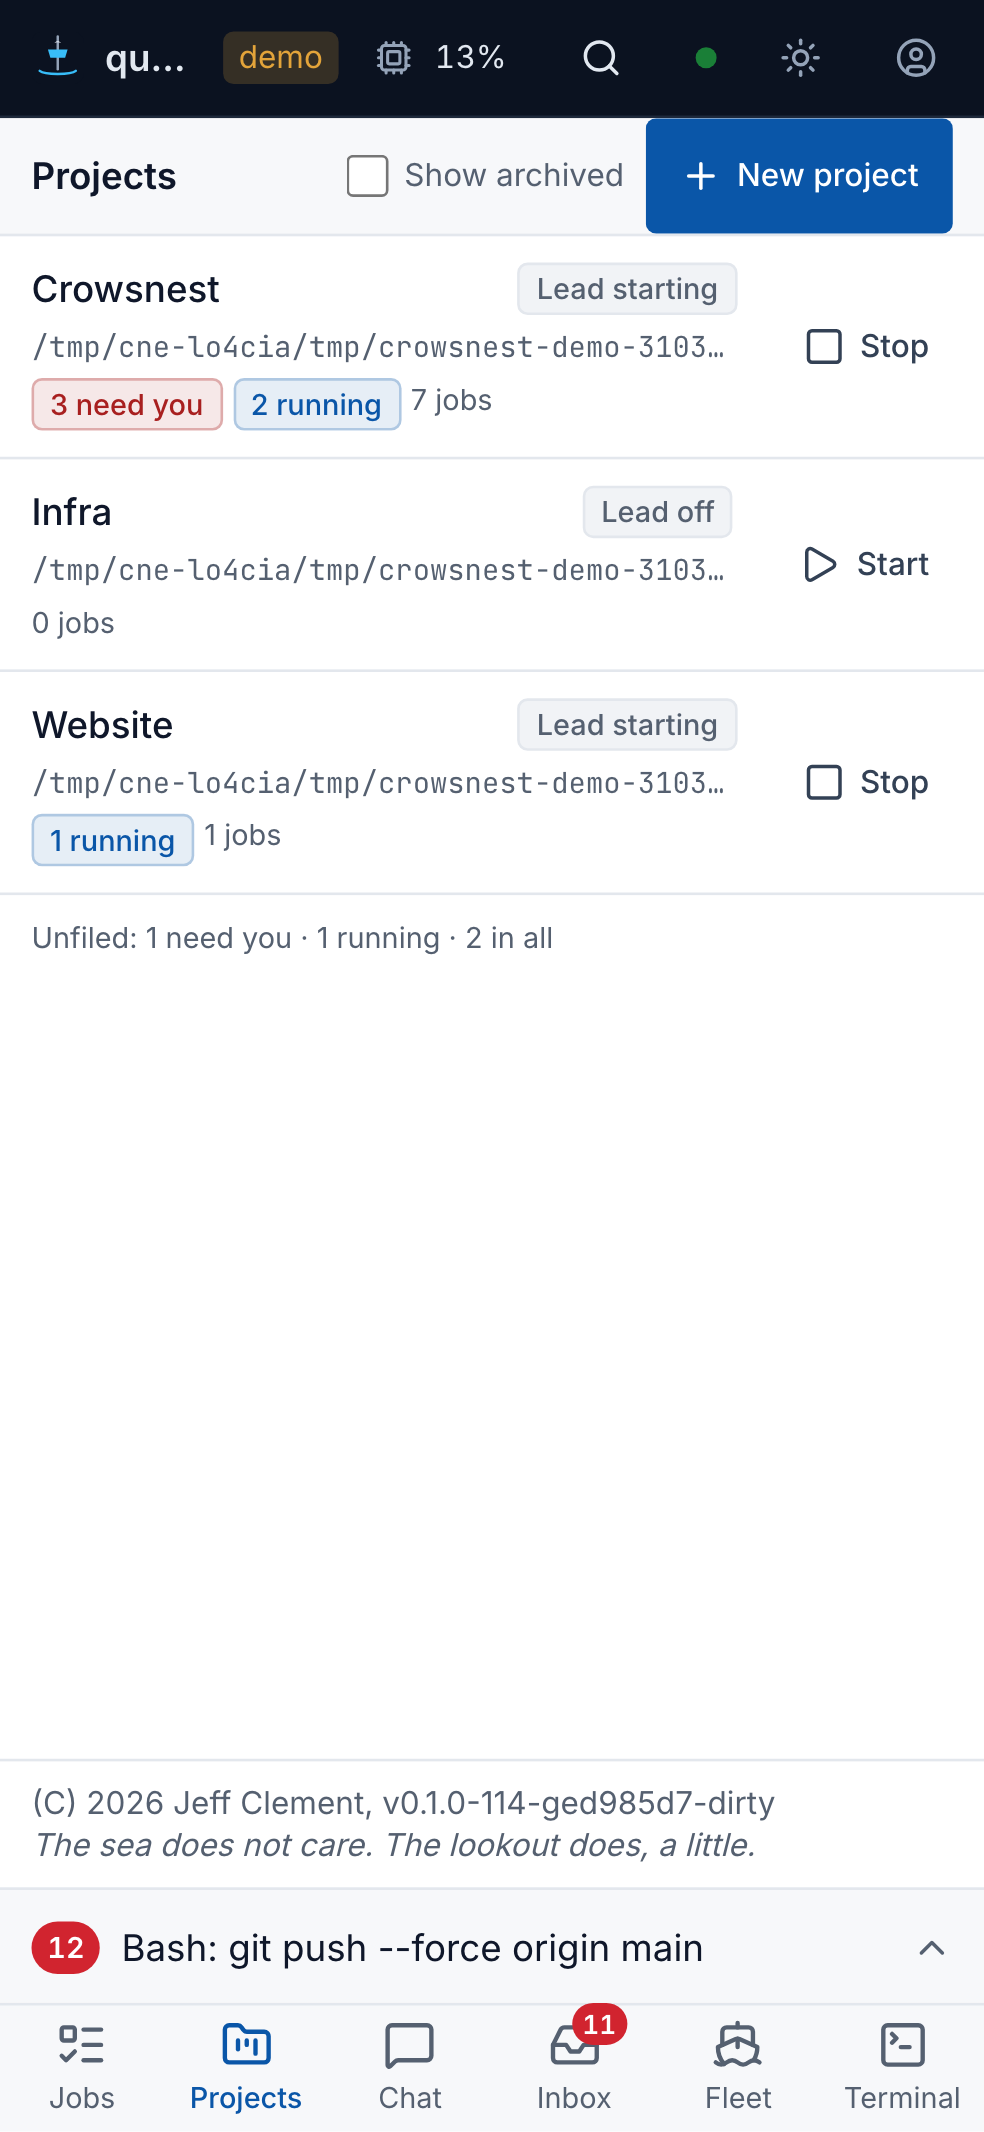 qu... demo 13%
Projects Show archived New project
Crowsnest Lead starting
/tmp/cne-lo4cia/tmp/crowsnest-demo-3103… Stop
3 need you 2 running 7 jobs
Infra Lead off
/tmp/cne-lo4cia/tmp/crowsnest-demo-3103… Start
0 jobs
Website Lead starting
/tmp/cne-lo4cia/tmp/crowsnest-demo-3103… Stop
1 running 1 jobs
Unfiled: 1 need you · 1 running · 2 in all
(C) 2026 Jeff Clement, v0.1.0-114-ged985d7-dirty
The sea does not care. The lookout does, a little.
12 Bash: git push --force origin main
11
Jobs Projects Chat Inbox Fleet Terminal